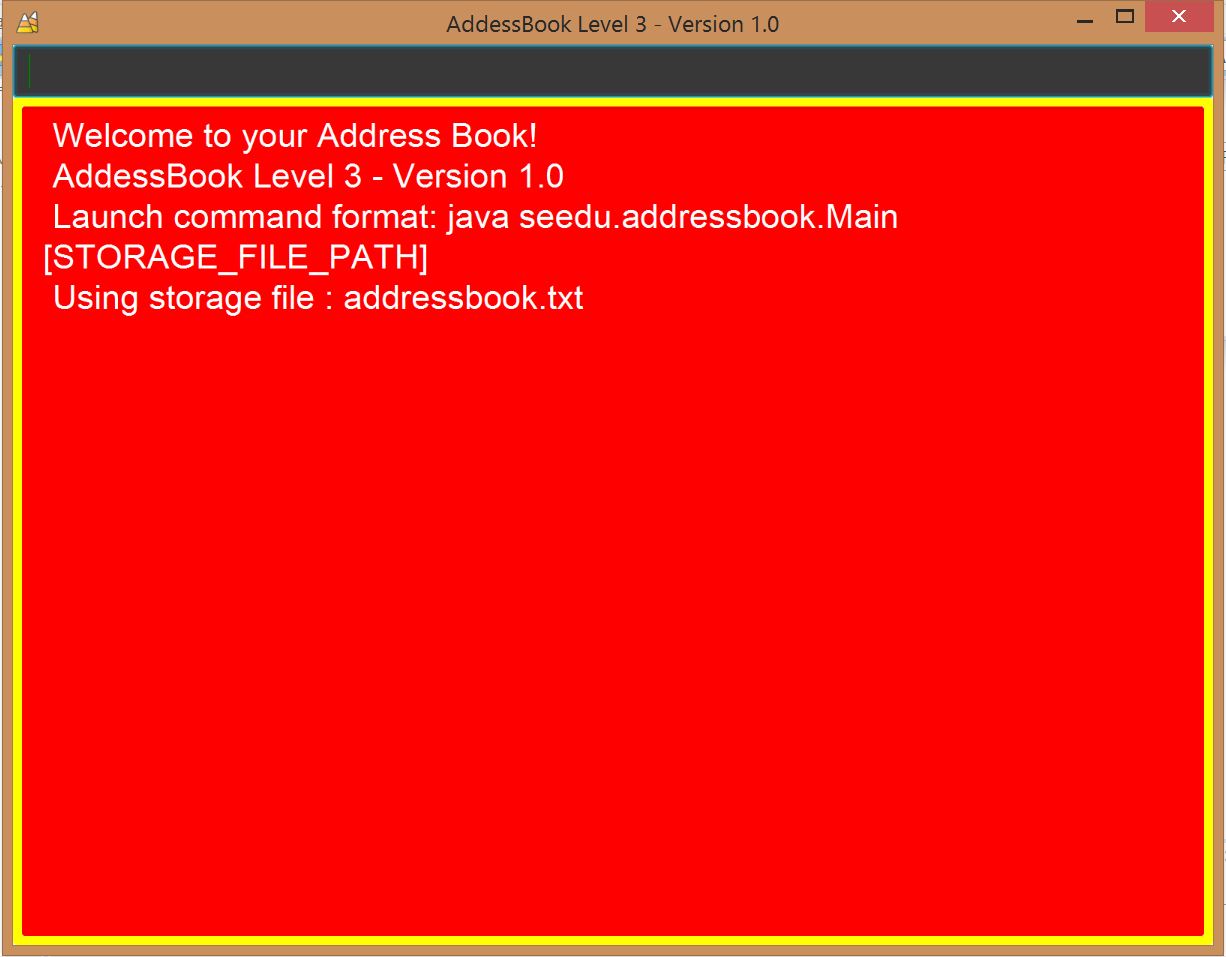 AddessBook Level 3 - Version 1.0
Welcome to your Address Book!
AddessBook Level 3 - Version 1.0
Launch command format: java seedu.addressbook.Main
[STORAGE_FILE_PATH]
Using storage file : addressbook.txt